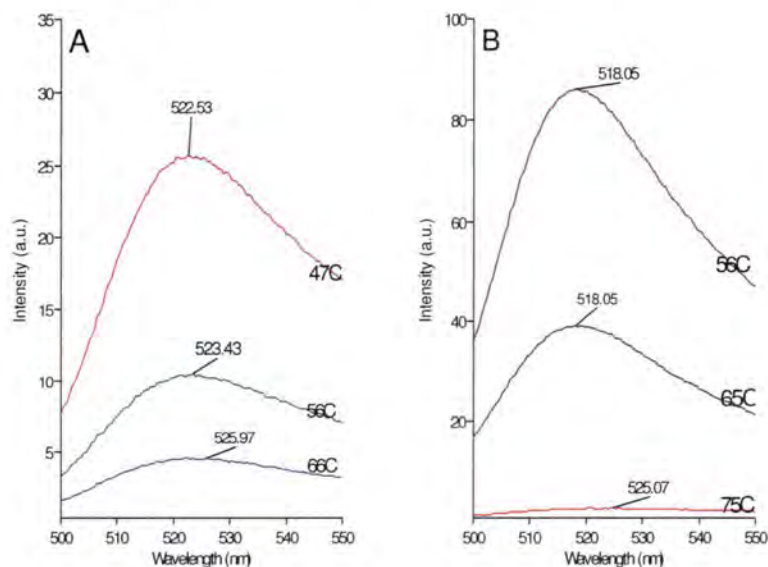 A
35
30
25
20
15
10
5
Intensity (a.u.)
522.53
47C
523.43
56C
525.97
66C
500
510
520
530
540
550
Wavelength (nm)
B
100
80
60
40
20
Intensity (a.u.)
518.05
56C
518.05
65C
525.07
75C
500
510
520
530
540
550
Wavelength (nm)